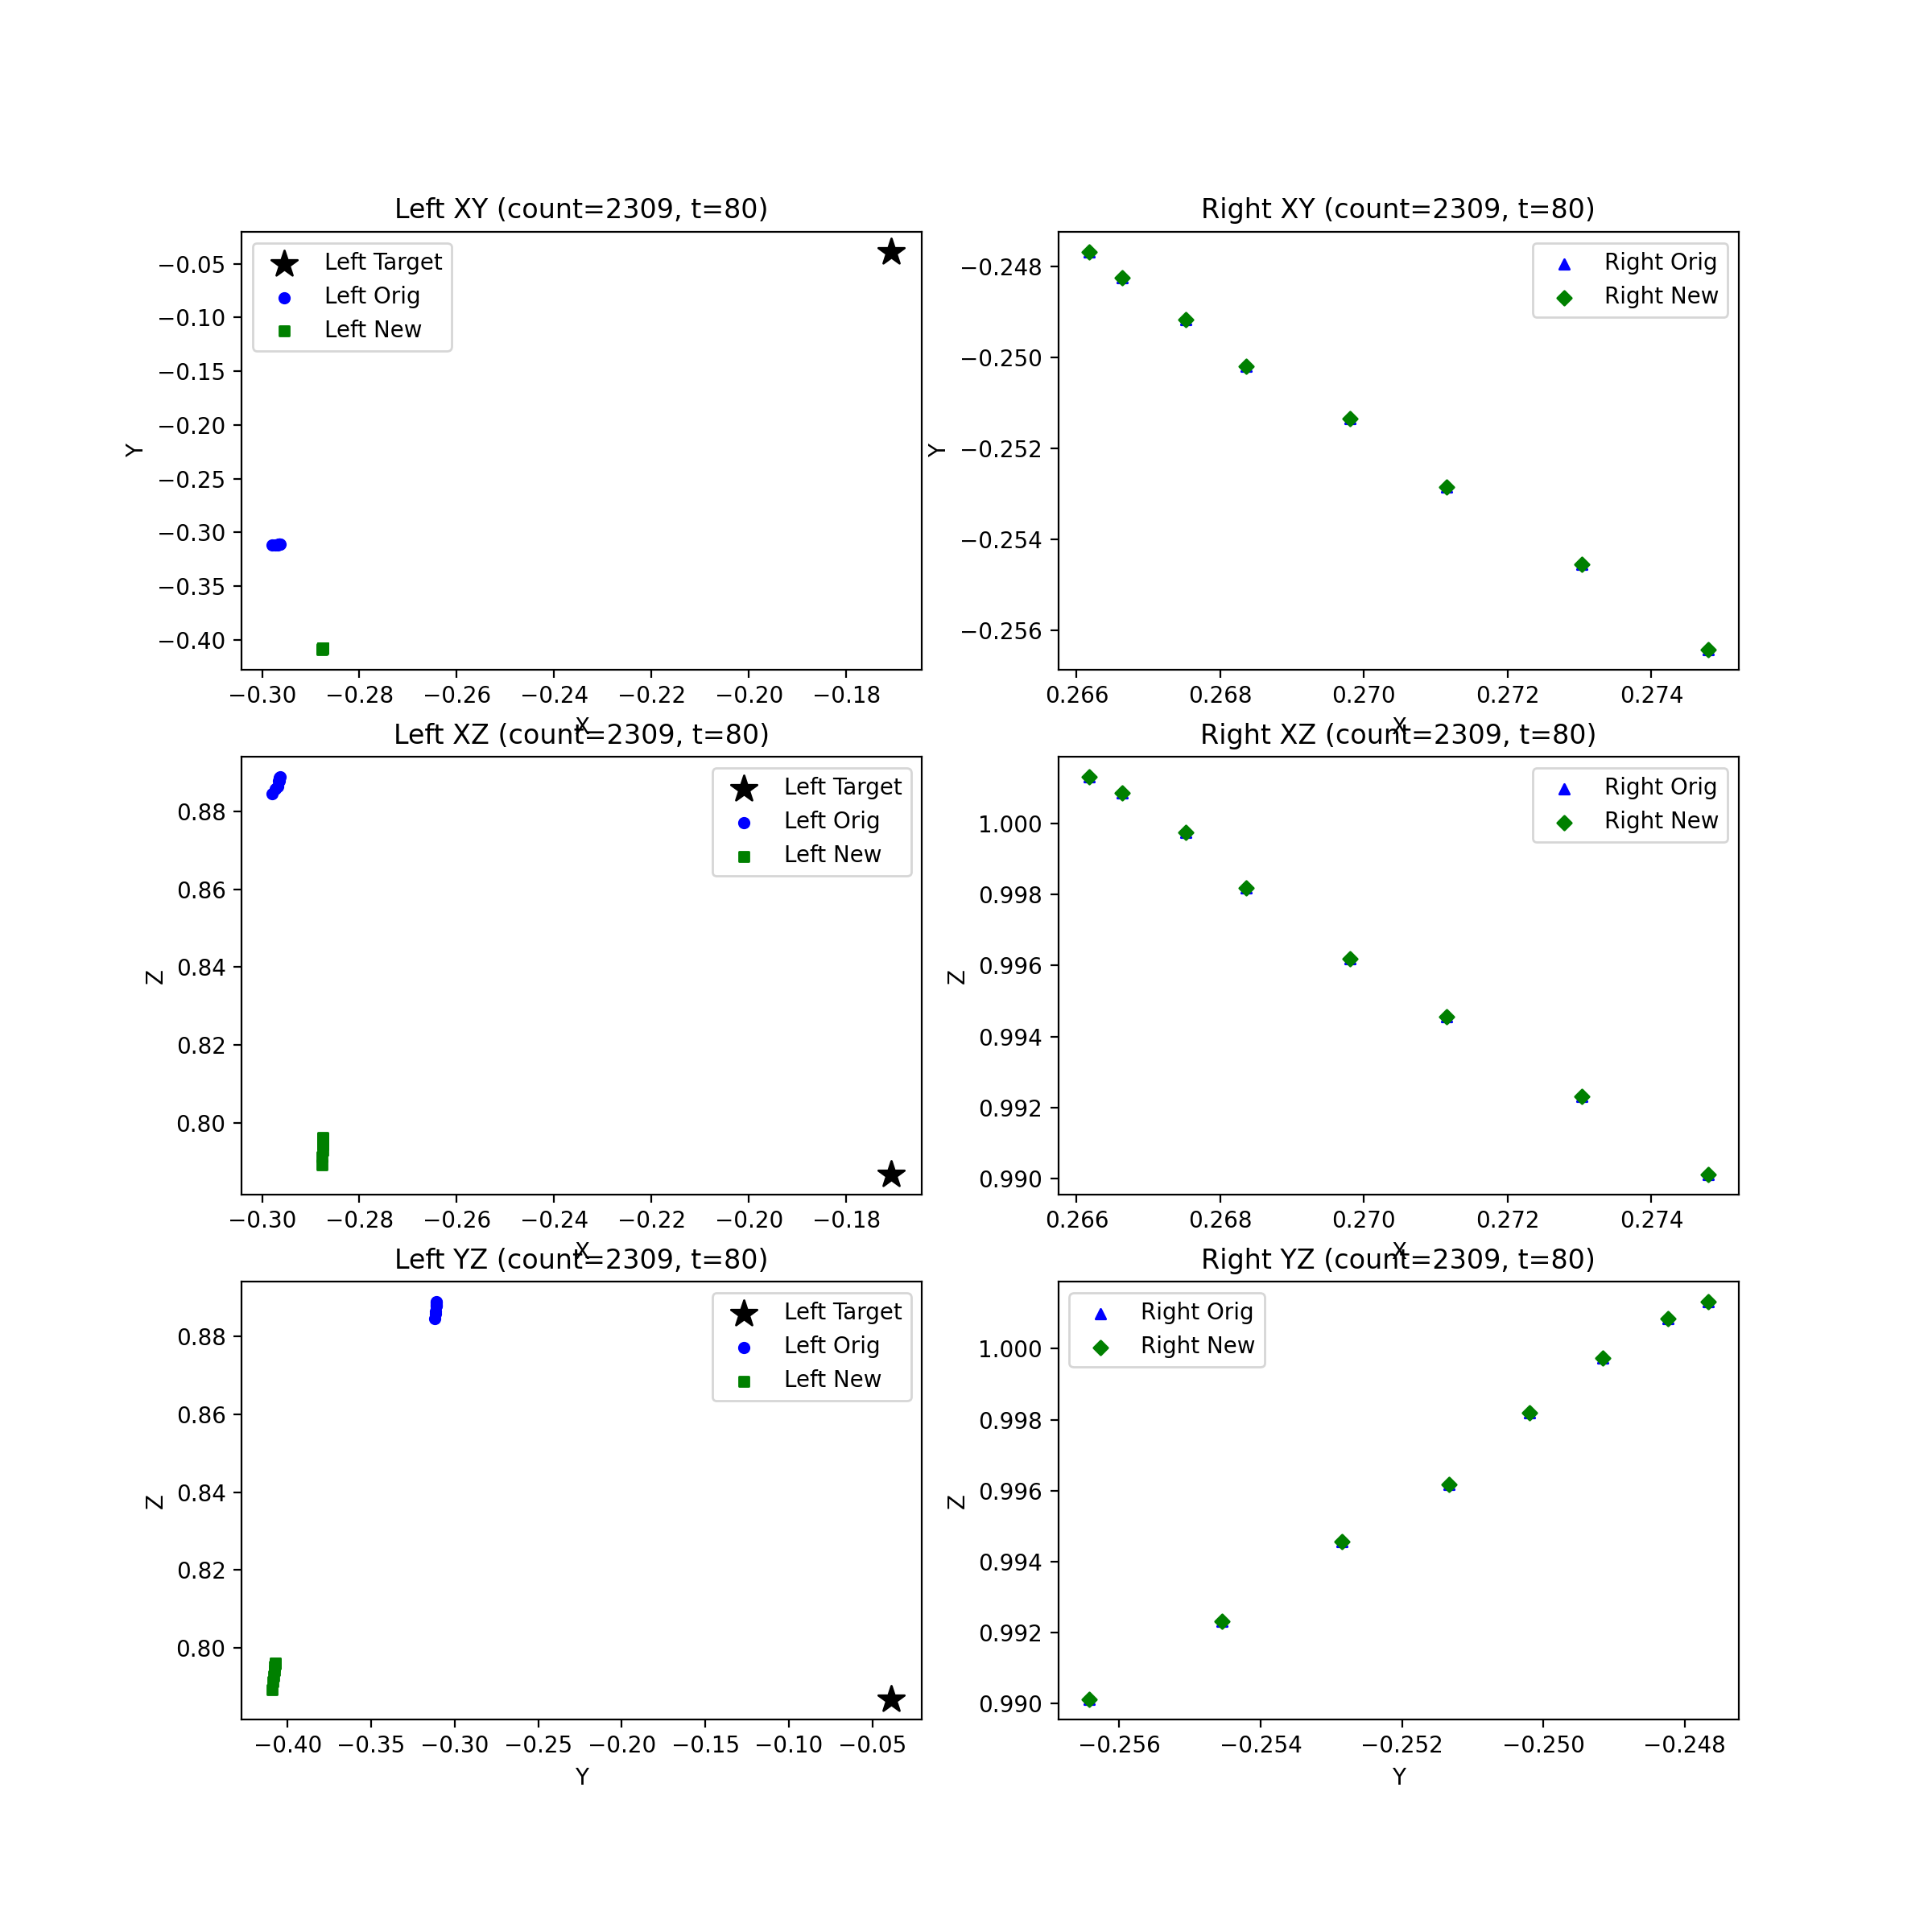 Left XY (count=2309, t=80)
Left Target
Left Orig
Left New
−0.05
−0.10
−0.15
−0.20
−0.25
−0.30
−0.35
−0.40
Y
−0.30 −0.28 −0.26 −0.24 −0.22 −0.20 −0.18
X
Right XY (count=2309, t=80)
Right Orig
Right New
−0.248
−0.250
−0.252
−0.254
−0.256
Y
0.266 0.268 0.270 0.272 0.274
X
Left XZ (count=2309, t=80)
Left Target
Left Orig
Left New
0.88
0.86
0.84
0.82
0.80
Z
−0.30 −0.28 −0.26 −0.24 −0.22 −0.20 −0.18
X
Right XZ (count=2309, t=80)
Right Orig
Right New
1.000
0.998
0.996
0.994
0.992
0.990
Z
0.266 0.268 0.270 0.272 0.274
X
Left YZ (count=2309, t=80)
Left Target
Left Orig
Left New
0.88
0.86
0.84
0.82
0.80
Z
−0.40 −0.35 −0.30 −0.25 −0.20 −0.15 −0.10 −0.05
Y
Right YZ (count=2309, t=80)
Right Orig
Right New
1.000
0.998
0.996
0.994
0.992
0.990
Z
−0.256 −0.254 −0.252 −0.250 −0.248
Y